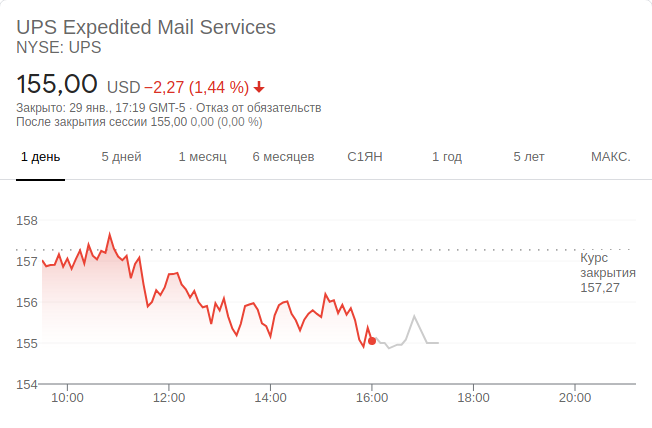 UPS Expedited Mail Services
NYSE: UPS
155,00 USD −2,27 (1,44 %)
Закрыто: 29 янв., 17:19 GMT-5 · Отказ от обязательств
После закрытия сессии 155,00 0,00 (0,00 %)
1 день 5 дней 1 месяц 6 месяцев С1ЯН 1 год 5 лет МАКС.
158
157
156
155
154
Курс
закрытия
157,27
10:00 12:00 14:00 16:00 18:00 20:00